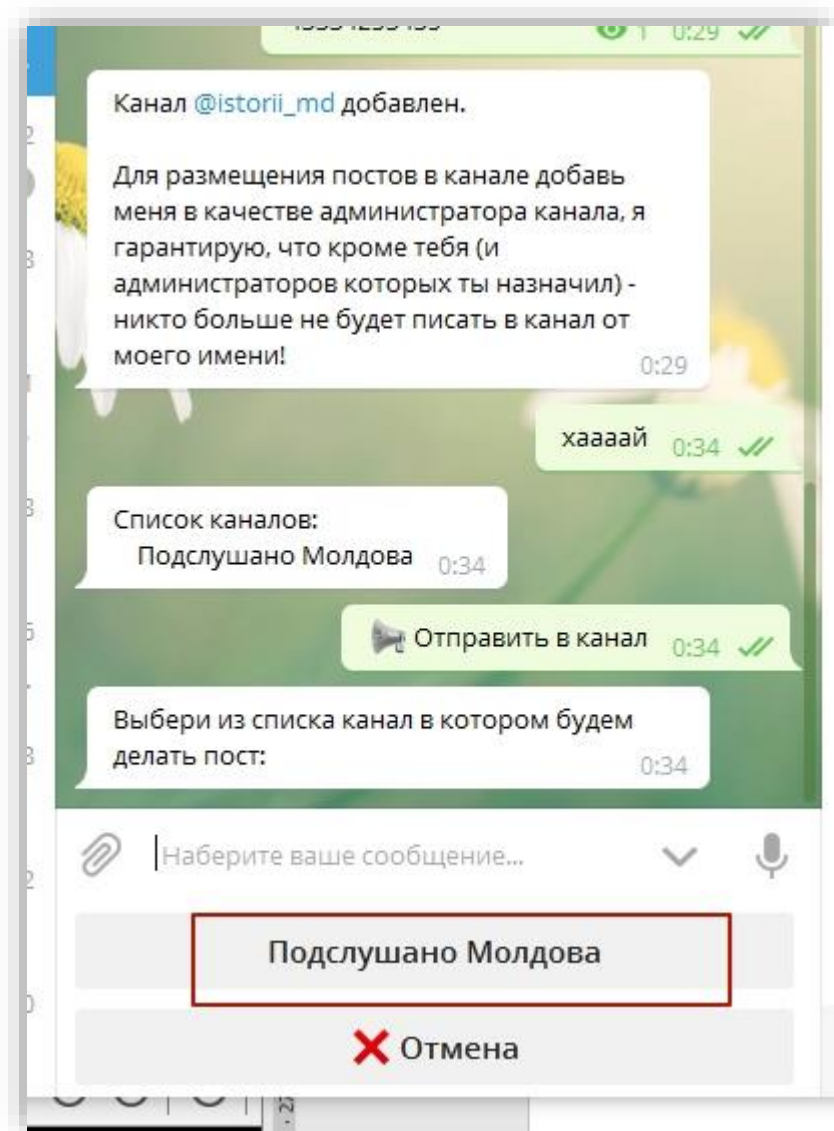 1 0:29
Канал @istorii_md добавлен.
Для размещения постов в канале добавь
меня в качестве администратора канала, я
гарантирую, что кроме тебя (и
администраторов которых ты назначил) -
никто больше не будет писать в канал от
моего имени!
0:29
хаааай 0:34
Список каналов:
Подслушано Молдова 0:34
Отправить в канал 0:34
Выбери из списка канал в котором будем
делать пост:
0:34
Наберите ваше сообщение...
Подслушано Молдова
Отмена